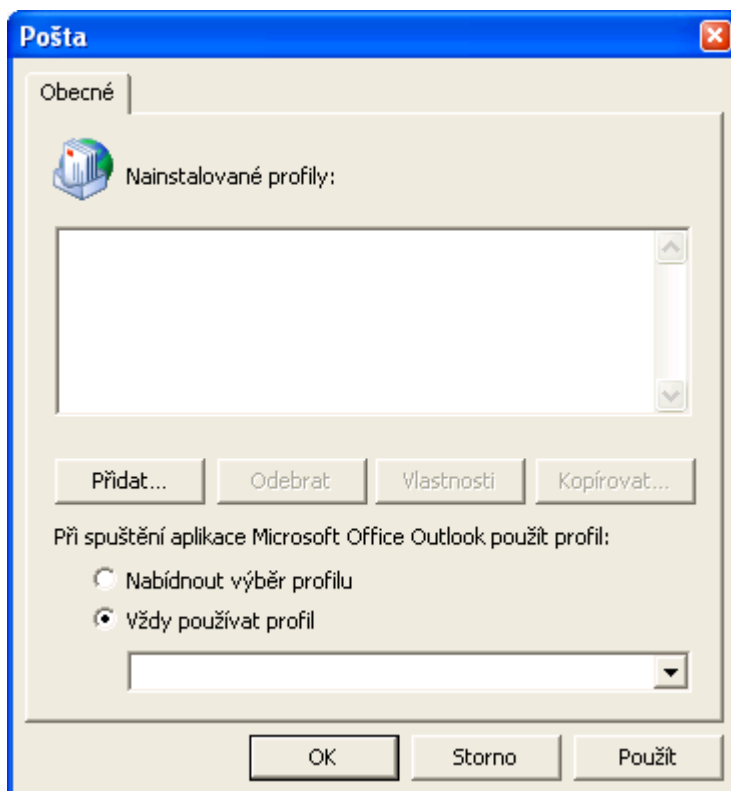 Pošta
Obecné
Nainstalované profily:
Přidat... Odebrat Vlastnosti Kopírovat...
Při spuštění aplikace Microsoft Office Outlook použít profil:
Nabídnout výběr profilu
Vždy používat profil
OK Storno Použít